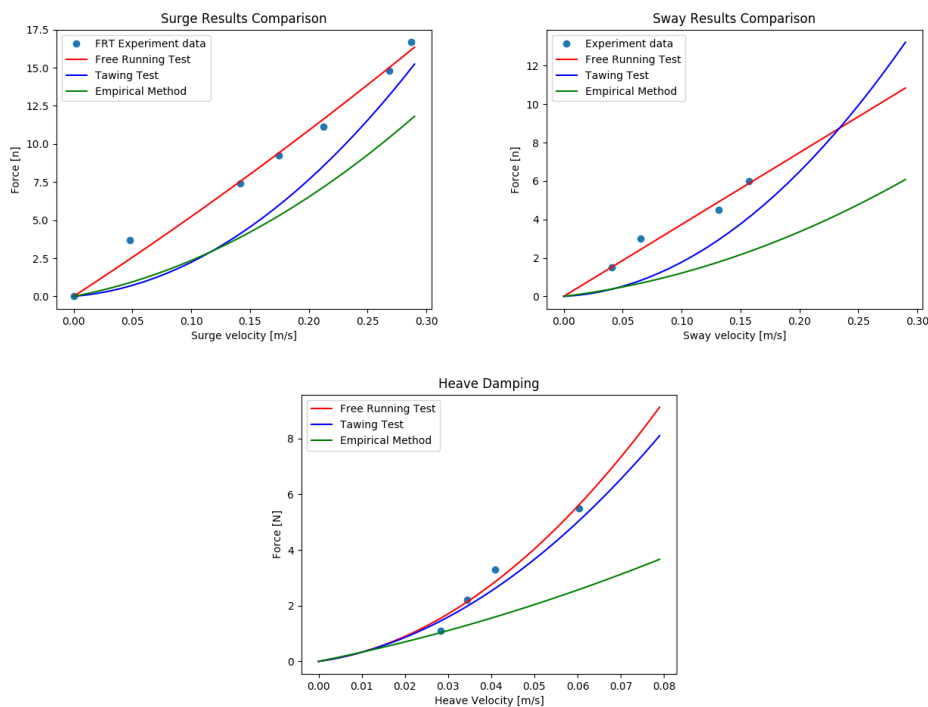 Surge Results Comparison
Force [n]
17.5
15.0
12.5
10.0
7.5
5.0
2.5
0.0
FRT Experiment data
Free Running Test
Tawing Test
Empirical Method
0.00 0.05 0.10 0.15 0.20 0.25 0.30
Surge velocity [m/s]
Sway Results Comparison
Force [n]
12
10
8
6
4
2
0
Experiment data
Free Running Test
Tawing Test
Empirical Method
0.00 0.05 0.10 0.15 0.20 0.25 0.30
Sway velocity [m/s]
Heave Damping
Force [N]
8
6
4
2
0
Free Running Test
Tawing Test
Empirical Method
0.00 0.01 0.02 0.03 0.04 0.05 0.06 0.07 0.08
Heave Velocity [m/s]